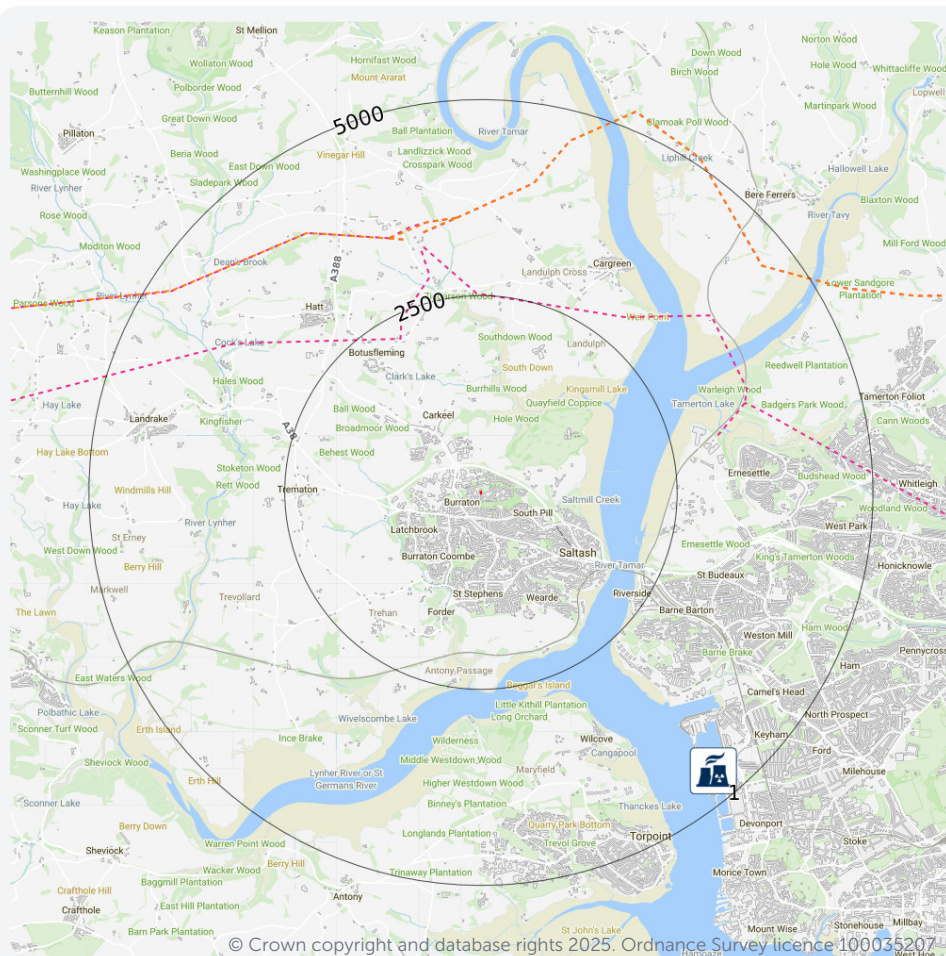 Keason Plantation
St Mellion
Norton Wood
Down Wood
Hole Wood
Whittacliffe Wood
Wollaton Wood
Hornifast Wood
Mount Ararat
Birch Wood
Butternhill Wood
Polborder Wood
Lopwell
Martinpark Wood
5000
Great Down Wood
Ball Plantation
River Tamar
Clamoak Poll Wood
Pillaton
Landlizzick Wood
Crosspark Wood
Beria Wood
Vinegar Hill
Liphill Creek
East Down Wood
Hallowell Lake
Washingplace Wood
River Lynher
Sladepark Wood
Bere Ferrers
Blaxton Wood
Rose Wood
River Tavy
Moditon Wood
Mill Ford Wood
Dean's Brook
A388
Cargreen
Landulph Cross
Lower Sandgore
Plantation
Parsons Wood
River Lynher
Hatt
2500
Weir Point
Cock's Lake
Southdown Wood
Landulph
Botusfleming
South Down
Reedwell Plantation
Clark's Lake
Hales Wood
Burrhills Wood
Kingsmill Lake
Warleigh Wood
Tamerton Foliot
Hay Lake
Quayfield Coppice
Tamerton Lake
Badgers Park Wood
Ball Wood
Carkeel
Landrake
Kingfisher
Hole Wood
Cann Woods
Broadmoor Wood
A38
Hay Lake Bottom
Behest Wood
Stoketon Wood
Ernesettle
Budshead Wood
Rett Wood
Whitleigh
Windmills Hill
Trematon
Burraton
Saltmill Creek
Woodland Wood
Hay Lake
South Pill
River Lynher
West Park
St Erney
Latchbrook
Ernesettle Wood
Honicknowle
West Down Wood
Burraton Coombe
Saltash
King's Tamerton Woods
Berry Hill
River Tamar
St Budeaux
Markwell
Trevollard
St Stephens
Wearde
Riverside
The Lawn
Trehan
Forder
Barne Barton
Ham Woods
Weston Mill
Pennycross
Barne Brake
Ham
Antony Passage
East Waters Wood
Beggar's Island
Camel's Head
Polbathic Lake
Little Kithill Plantation
Wivelscombe Lake
Long Orchard
North Prospect
Sconner Turf Wood
Erth Island
Ince Brake
Wilderness
Wilcove
Keyham
Cangapool
Ford
Sheviock Wood
Middle Westdown Wood
Maryfield
Milehouse
Lynher River or St
Germans River
Erth Hill
Higher Westdown Wood
1
Sconner Lake
Binney's Plantation
Thanckes Lake
Berry Down
Quarry Park Bottom
Devonport
Longlands Plantation
Trevol Grove
Torpoint
Stoke
Warren Point Wood
Sheviock
Berry Hill
Wacker Wood
Trinaway Plantation
Morice Town
Crafthole Hill
Baggmill Plantation
Antony
Crafthole
East Hill Plantation
Barn Park Plantation
St John's Lake
Mount Wise
Stonehouse
Millbay
Hamoaze
West Hoe
© Crown copyright and database rights 2025. Ordnance Survey licence 100035207